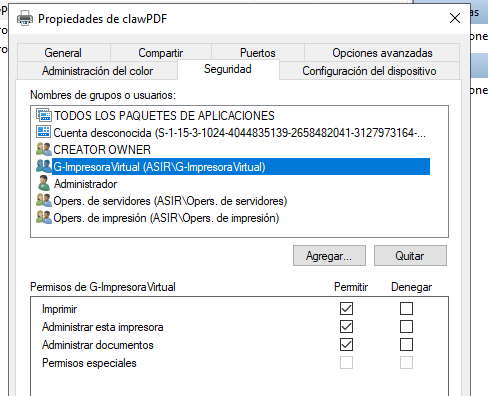 Propiedades de clawPDF
General
Compartir
Puertos
Opciones avanzadas
Administración del color
Seguridad
Configuración del dispositivo
Nombres de grupos o usuarios:
TODOS LOS PAQUETES DE APLICACIONES
Cuenta desconocida (S-1-15-3-1024-4044835139-2658482041-3127973164-...
CREATOR OWNER
G-ImpresoraVirtual (ASIR\G-ImpresoraVirtual)
Administrador
Opers. de servidores (ASIR\Opers. de servidores)
Opers. de impresión (ASIR\Opers. de impresión)
Agregar...
Quitar
Permisos de G-ImpresoraVirtual
Permitir
Denegar
Imprimir
Administrar esta impresora
Administrar documentos
Permisos especiales